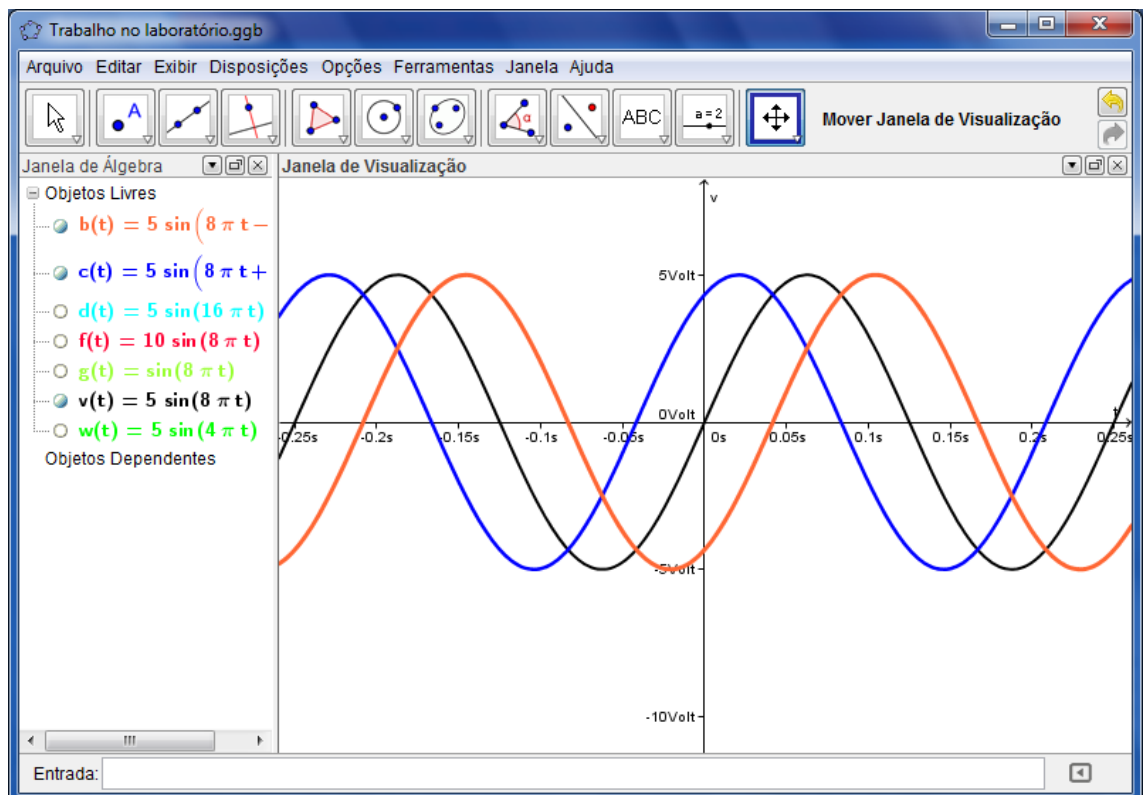 Trabalho no laboratório.ggb
Arquivo Editar Exibir Disposições Opções Ferramentas Janela Ajuda
A α ABC a = 2 Mover Janela de Visualização
Janela de Álgebra
Janela de Visualização
Objetos Livres
b(t) = 5 sin(8 π t –
c(t) = 5 sin(8 π t +
d(t) = 5 sin(16 π t)
f(t) = 10 sin(8 π t)
g(t) = sin(8 π t)
v(t) = 5 sin(8 π t)
w(t) = 5 sin(4 π t)
Objetos Dependentes
v
5Volt
0Volt
t
-0.25s -0.2s -0.15s -0.1s -0.05s 0s 0.05s 0.1s 0.15s 0.2s 0.25s
-5Volt
-10Volt
Entrada: